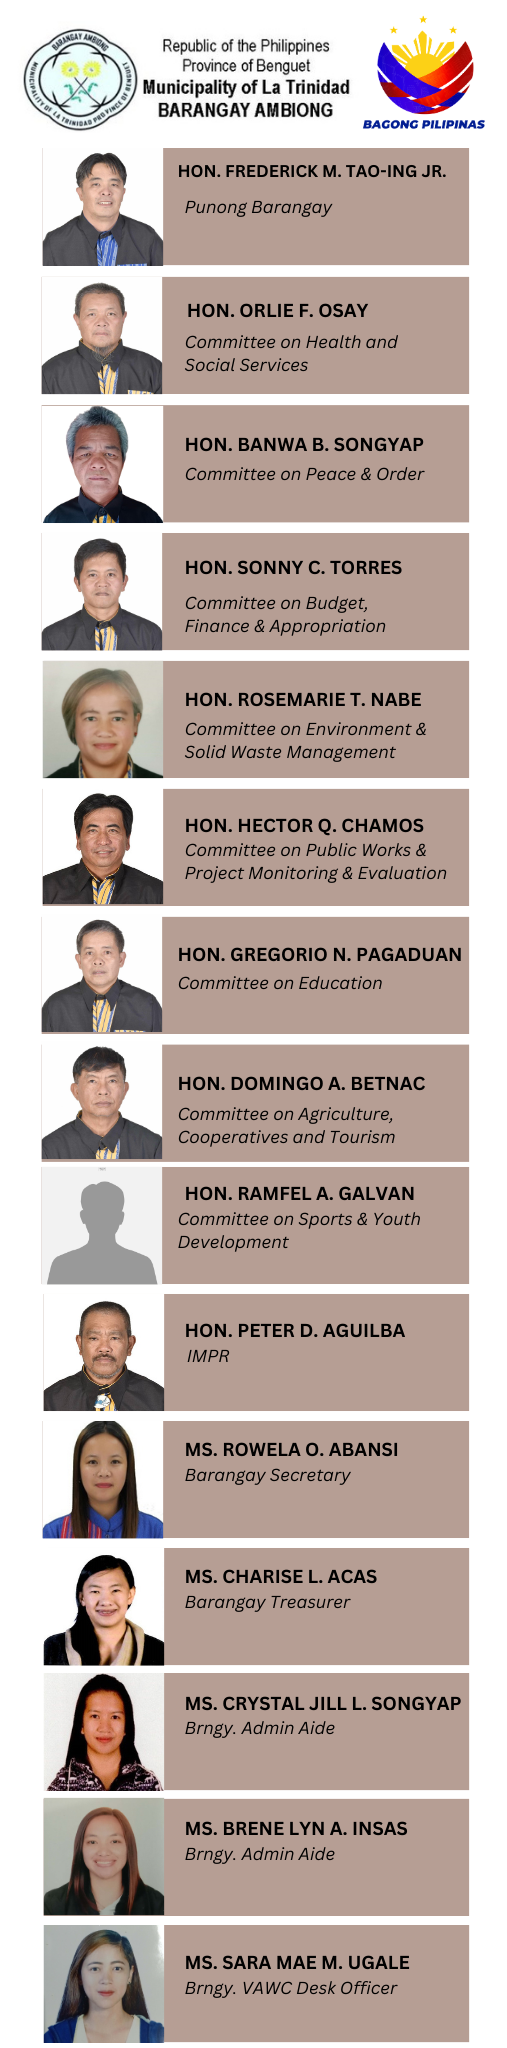 BARANGAY AMBIONG
MUNICIPALITY OF LA TRINIDAD PROVINCE OF BENGUET
Republic of the Philippines
Province of Benguet
Municipality of La Trinidad
BARANGAY AMBIONG
BAGONG PILIPINAS
HON. FREDERICK M. TAO-ING JR.
Punong Barangay
HON. ORLIE F. OSAY
Committee on Health and
Social Services
HON. BANWA B. SONGYAP
Committee on Peace & Order
HON. SONNY C. TORRES
Committee on Budget,
Finance & Appropriation
HON. ROSEMARIE T. NABE
Committee on Environment &
Solid Waste Management
HON. HECTOR Q. CHAMOS
Committee on Public Works &
Project Monitoring & Evaluation
HON. GREGORIO N. PAGADUAN
Committee on Education
HON. DOMINGO A. BETNAC
Committee on Agriculture,
Cooperatives and Tourism
HON. RAMFEL A. GALVAN
Committee on Sports & Youth
Development
HON. PETER D. AGUILBA
IMPR
MS. ROWELA O. ABANSI
Barangay Secretary
MS. CHARISE L. ACAS
Barangay Treasurer
MS. CRYSTAL JILL L. SONGYAP
Brngy. Admin Aide
MS. BRENE LYN A. INSAS
Brngy. Admin Aide
MS. SARA MAE M. UGALE
Brngy. VAWC Desk Officer